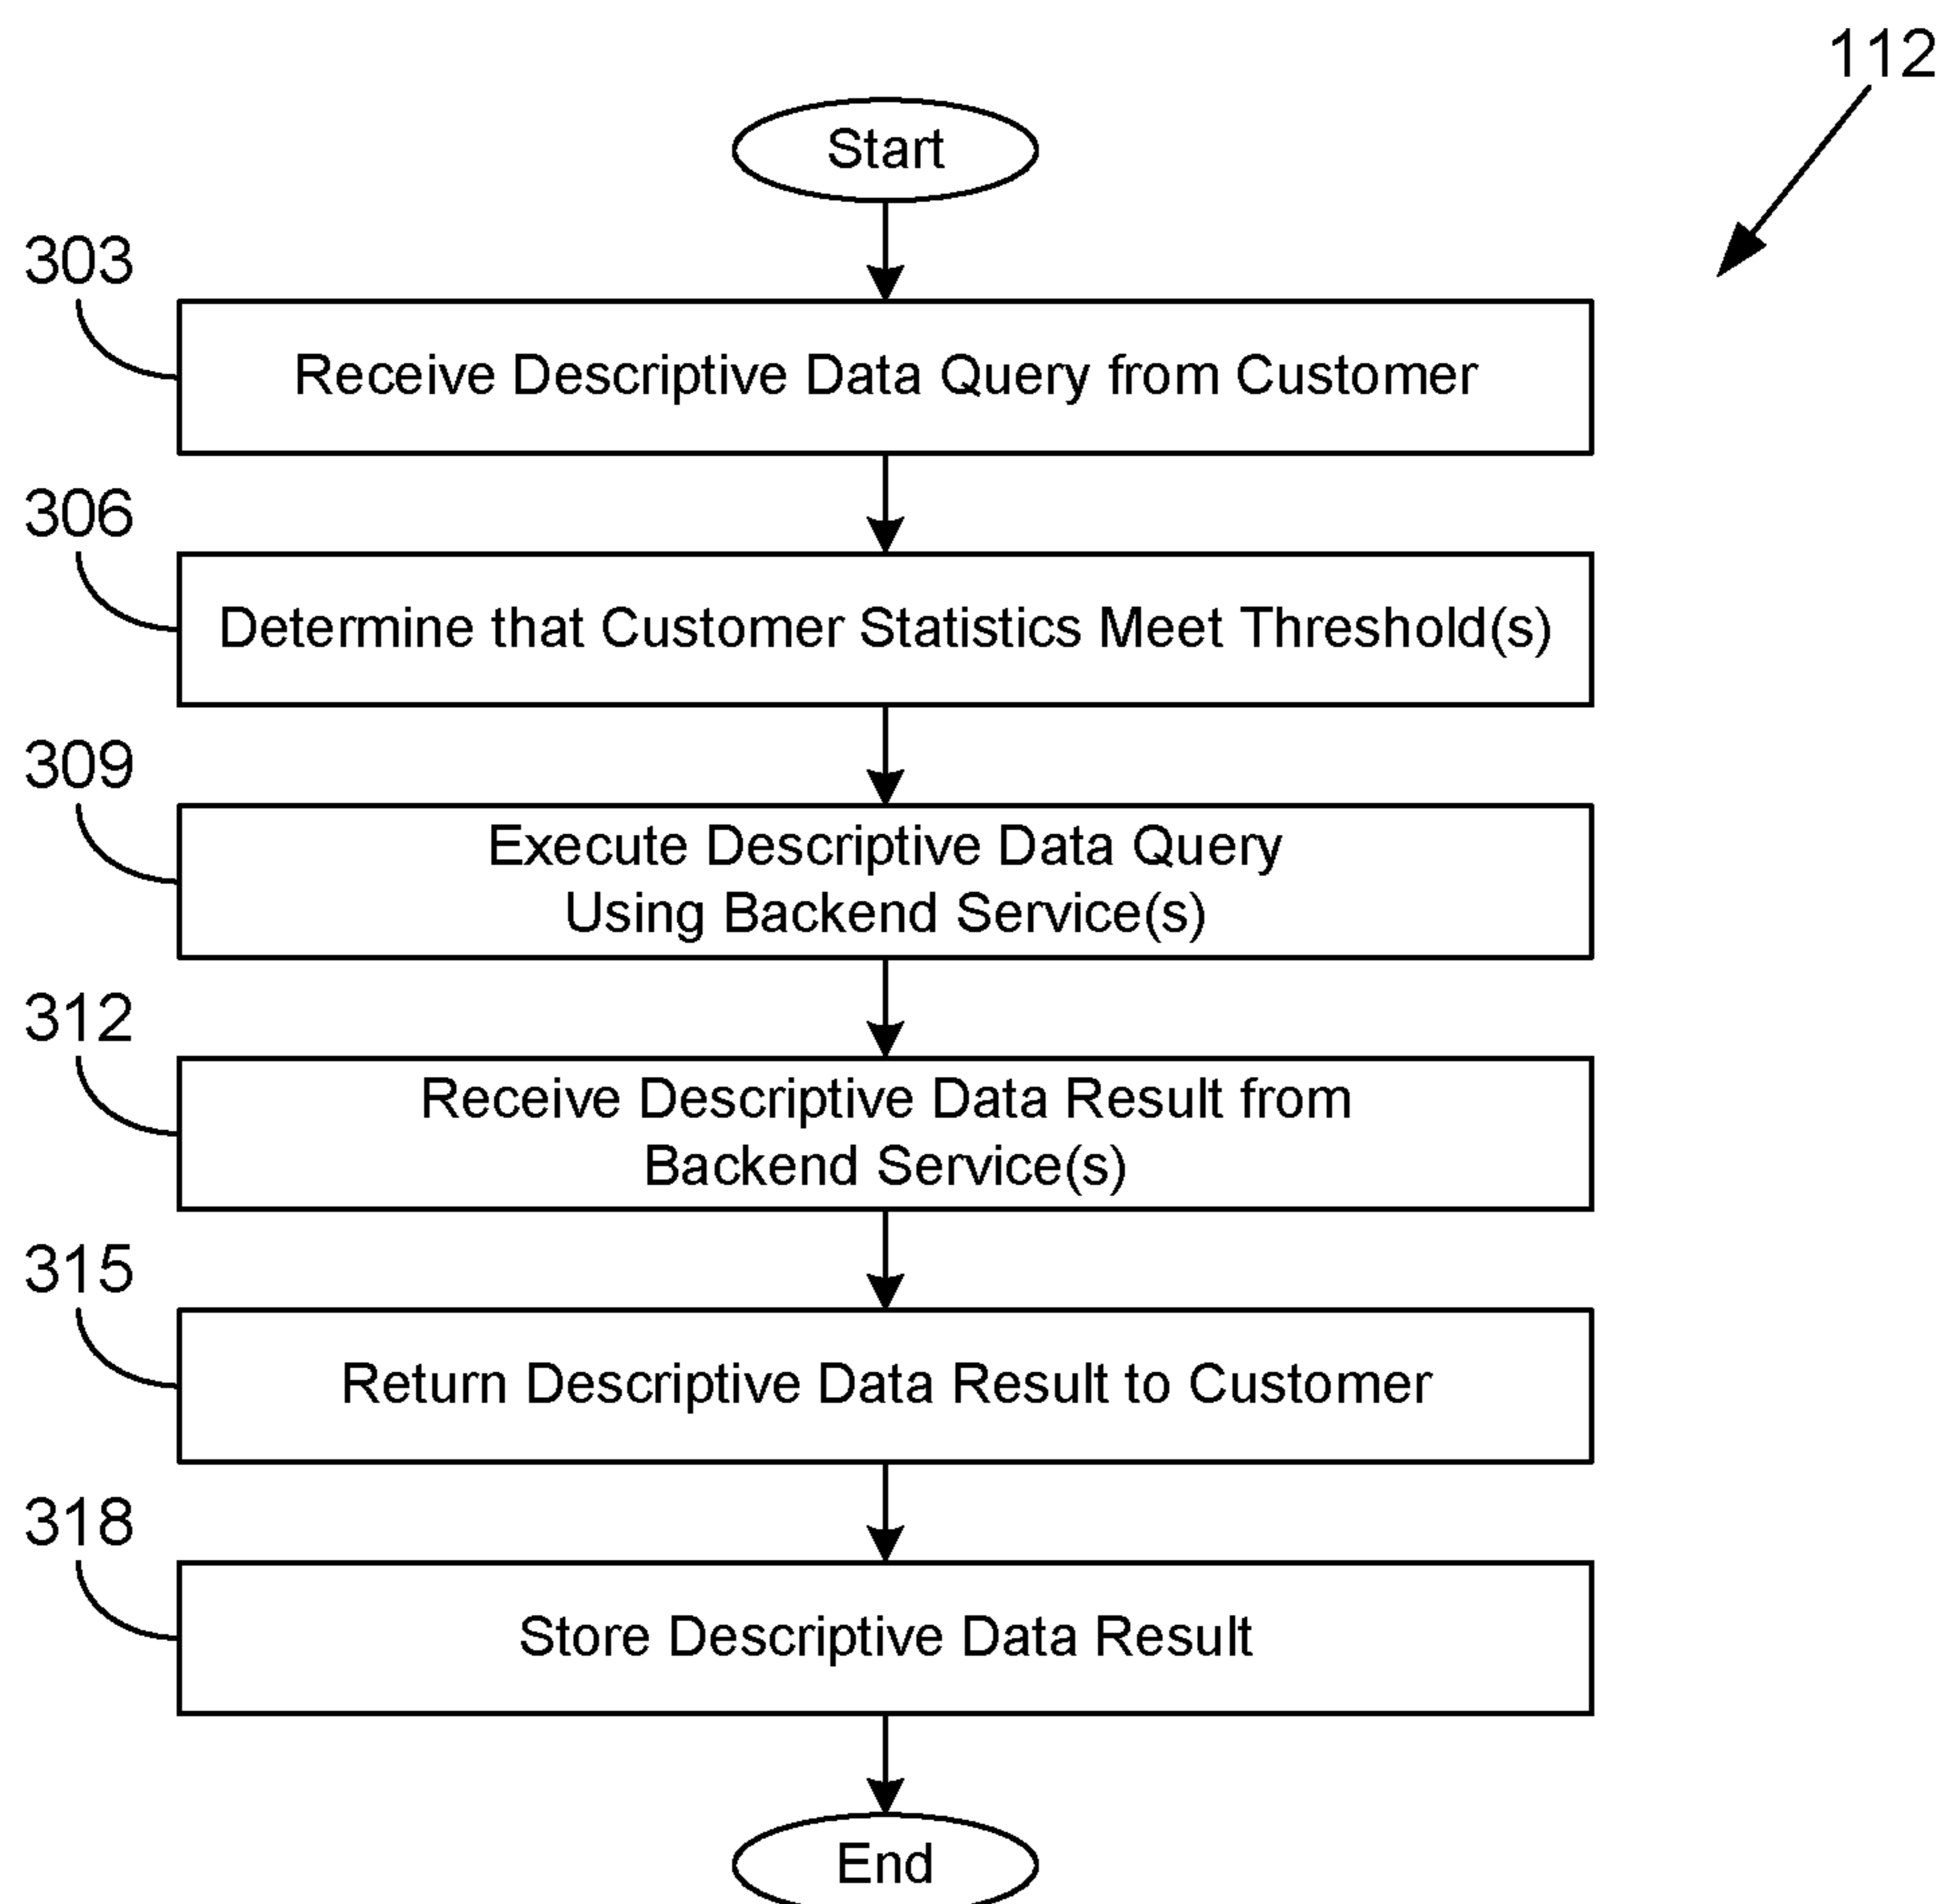 112
Start
303
Receive Descriptive Data Query from Customer
306
Determine that Customer Statistics Meet Threshold(s)
309
Execute Descriptive Data Query
Using Backend Service(s)
312
Receive Descriptive Data Result from
Backend Service(s)
315
Return Descriptive Data Result to Customer
318
Store Descriptive Data Result
End